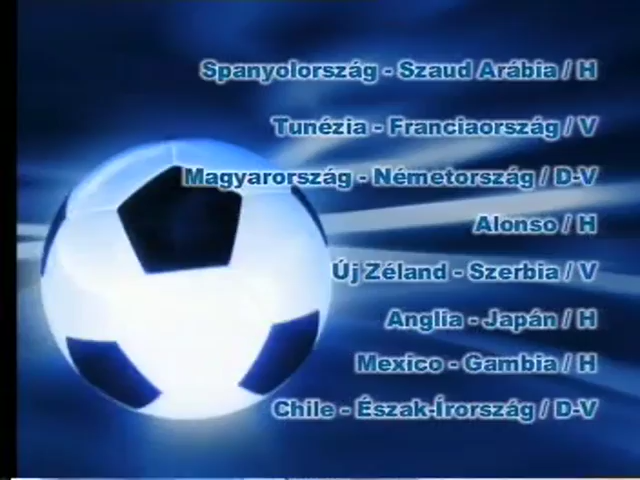 Spanyolország - Szaud Arábia / H
Tunézia - Franciaország / V
Magyarország - Németország / D-V
Alonso / H
Új Zéland - Szerbia / V
Anglia - Japán / H
Mexico - Gambia / H
Chile - Észak-Írország / D-V